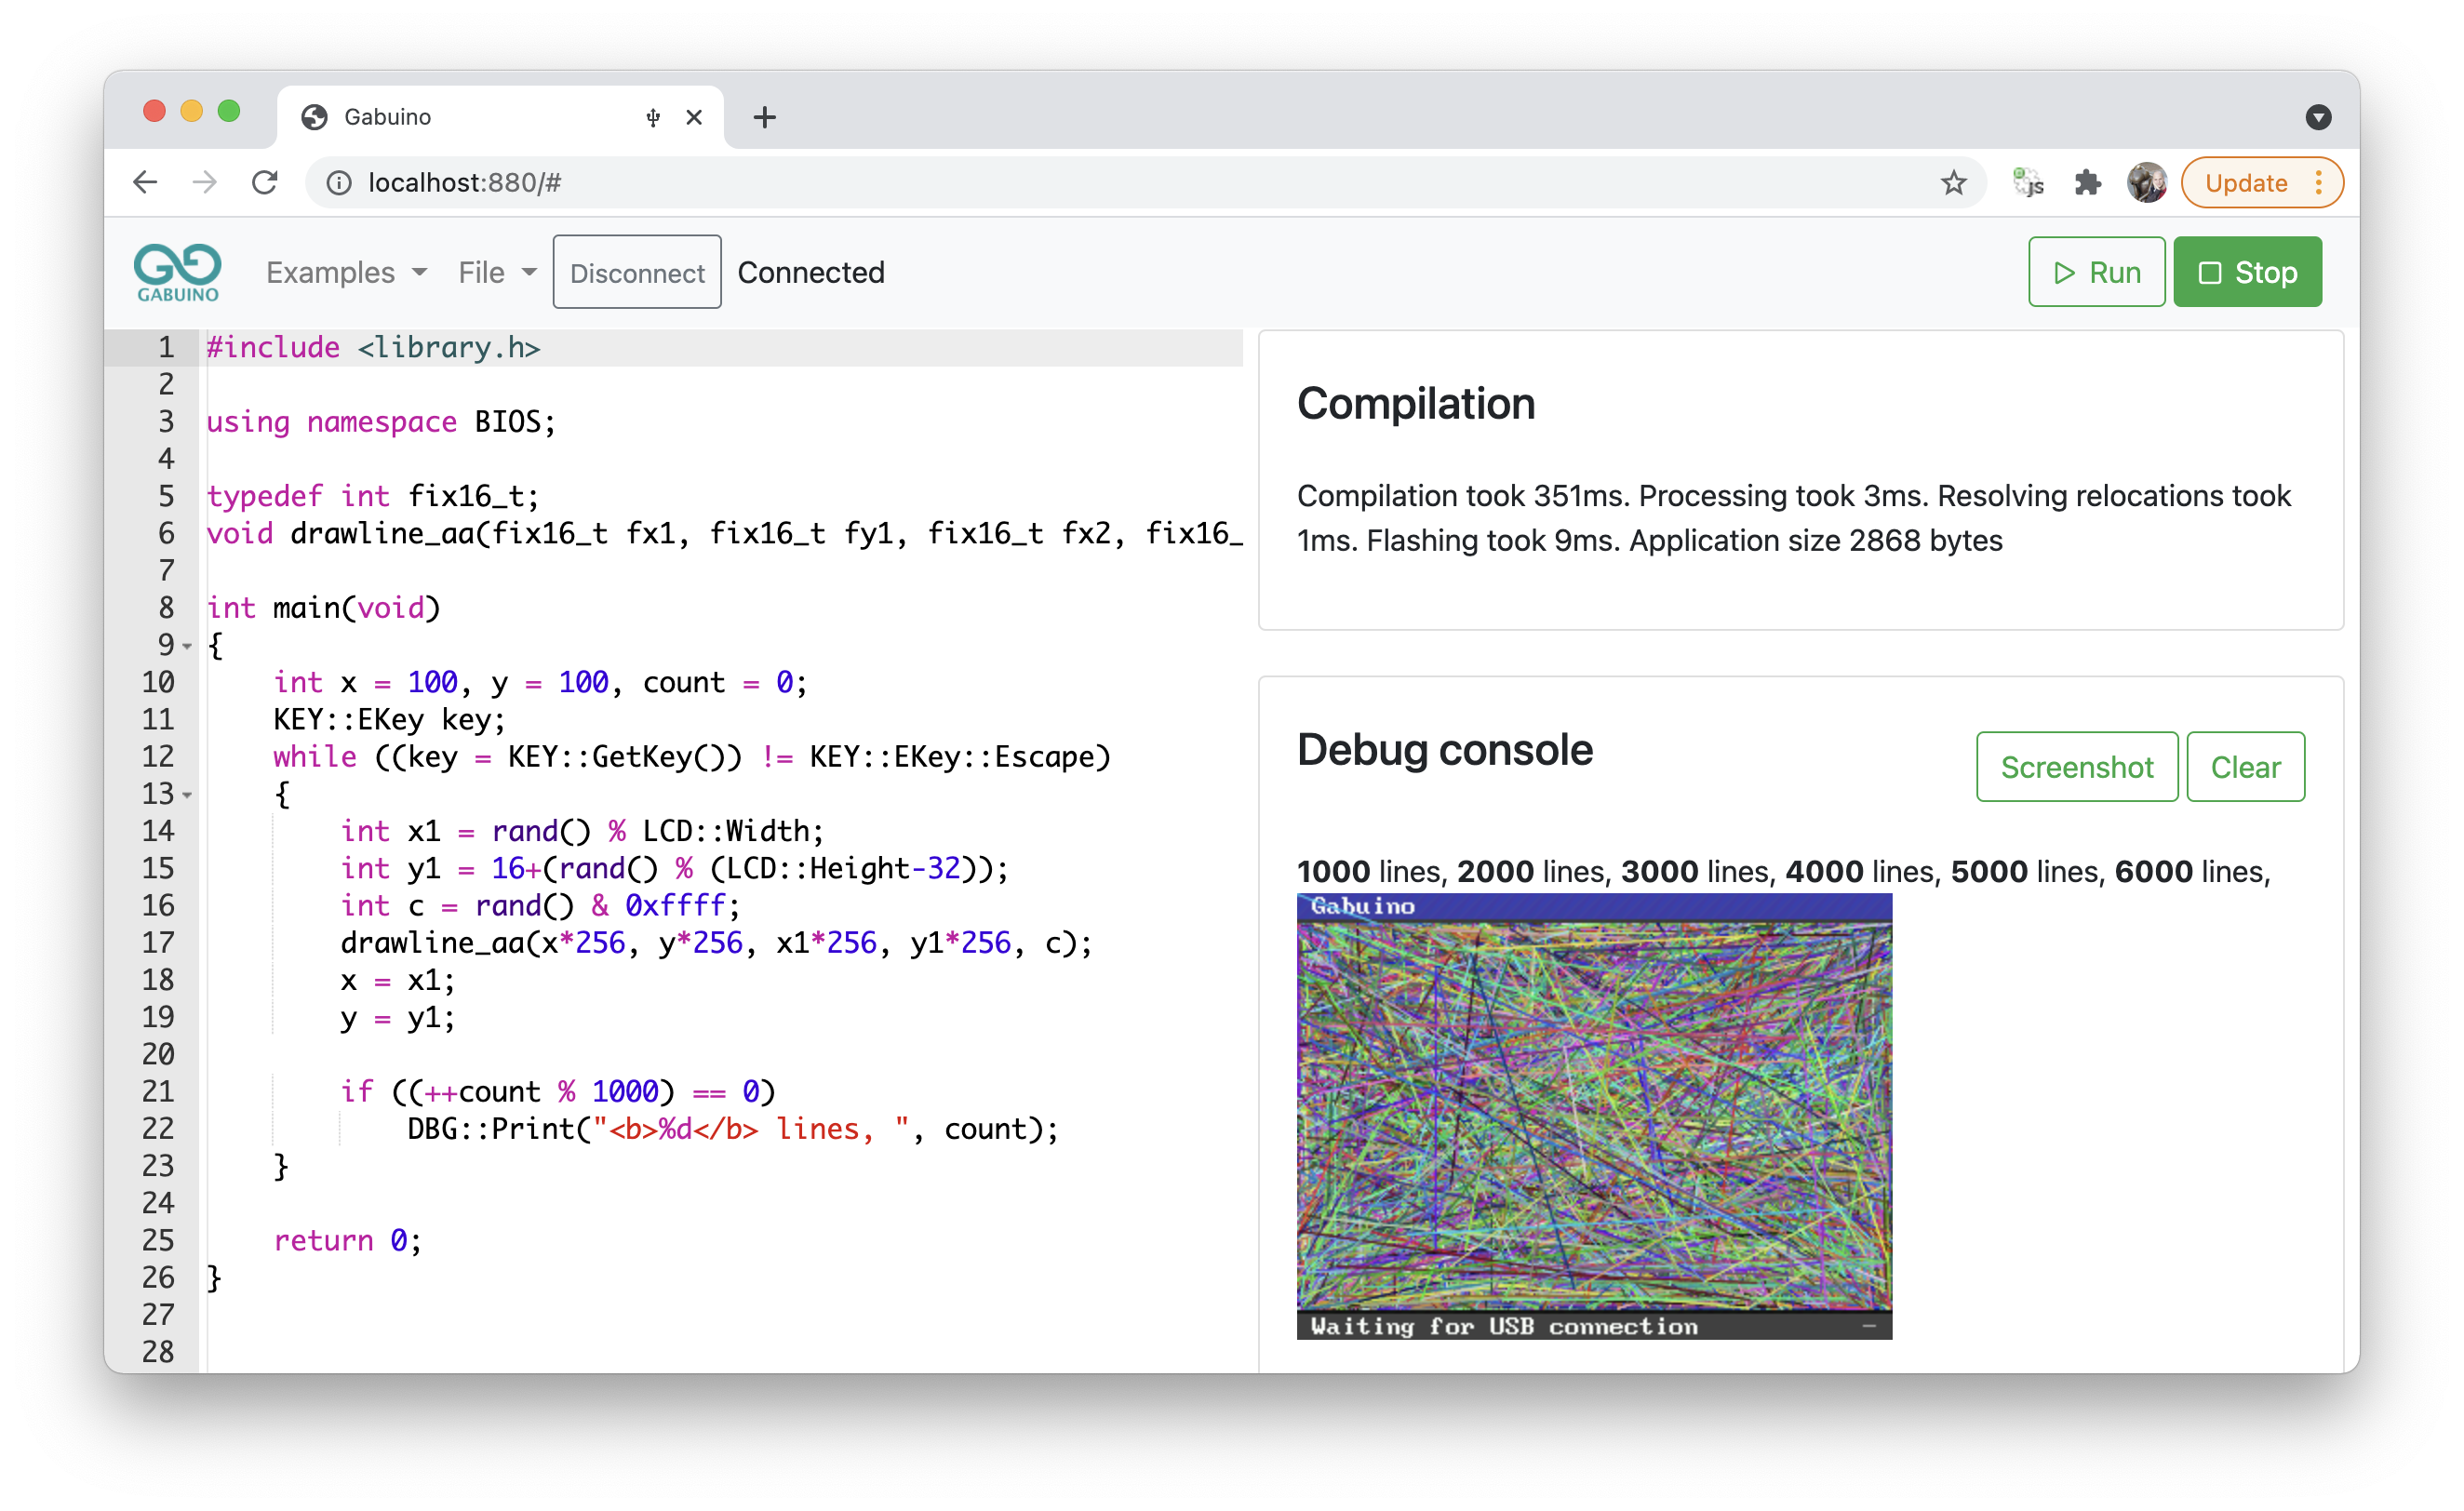 Gabuino
localhost:880/#
JS
Update
GABUINO
Examples
File
Disconnect
Connected
Run
Stop
1 #include <library.h>
2
3 using namespace BIOS;
4
5 typedef int fix16_t;
6 void drawline_aa(fix16_t fx1, fix16_t fy1, fix16_t fx2, fix16_
7
8 int main(void)
9 {
10     int x = 100, y = 100, count = 0;
11     KEY::EKey key;
12     while ((key = KEY::GetKey()) != KEY::EKey::Escape)
13     {
14         int x1 = rand() % LCD::Width;
15         int y1 = 16+(rand() % (LCD::Height-32));
16         int c = rand() & 0xffff;
17         drawline_aa(x*256, y*256, x1*256, y1*256, c);
18         x = x1;
19         y = y1;
20
21         if ((++count % 1000) == 0)
22             DBG::Print("<b>%d</b> lines, ", count);
23     }
24
25     return 0;
26 }
27
28
Compilation
Compilation took 351ms. Processing took 3ms. Resolving relocations took
1ms. Flashing took 9ms. Application size 2868 bytes
Debug console
Screenshot
Clear
1000 lines, 2000 lines, 3000 lines, 4000 lines, 5000 lines, 6000 lines,
Gabuino
Waiting for USB connection